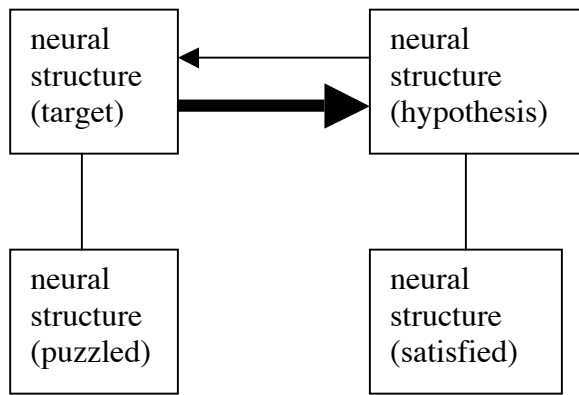 neural
structure
(target)
neural
structure
(hypothesis)
neural
structure
(puzzled)
neural
structure
(satisfied)